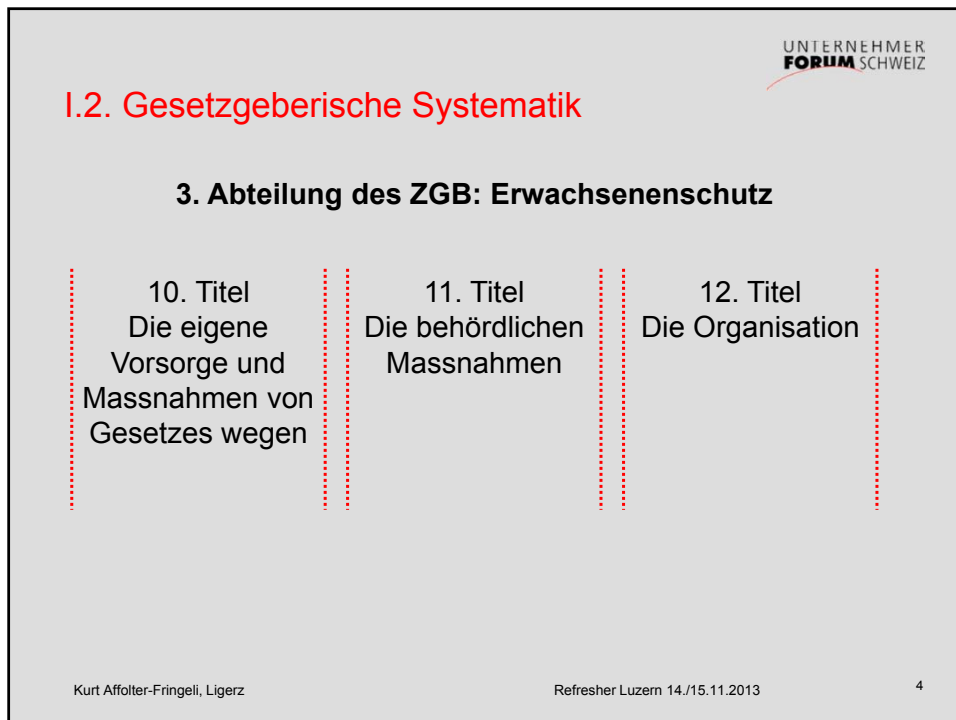 UNTERNEHMER
FORUM SCHWEIZ
I.2. Gesetzgeberische Systematik
3. Abteilung des ZGB: Erwachsenenschutz
10. Titel
Die eigene
Vorsorge und
Massnahmen von
Gesetzes wegen
11. Titel
Die behördlichen
Massnahmen
12. Titel
Die Organisation
Kurt Affolter-Fringeli, Ligerz
Refresher Luzern 14./15.11.2013
4